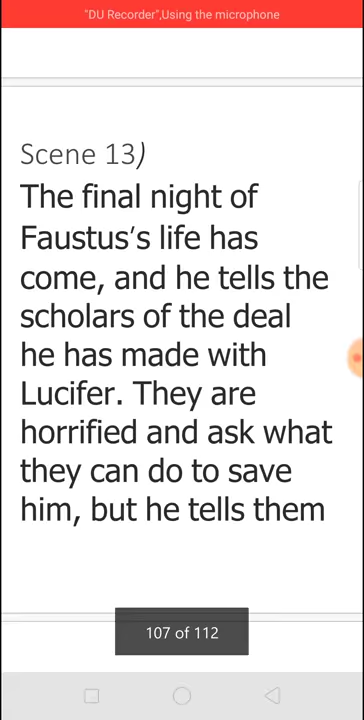 "DU Recorder",Using the microphone
Scene 13)
The final night of
Faustus's life has
come, and he tells the
scholars of the deal
he has made with
Lucifer. They are
horrified and ask what
they can do to save
him, but he tells them
107 of 112